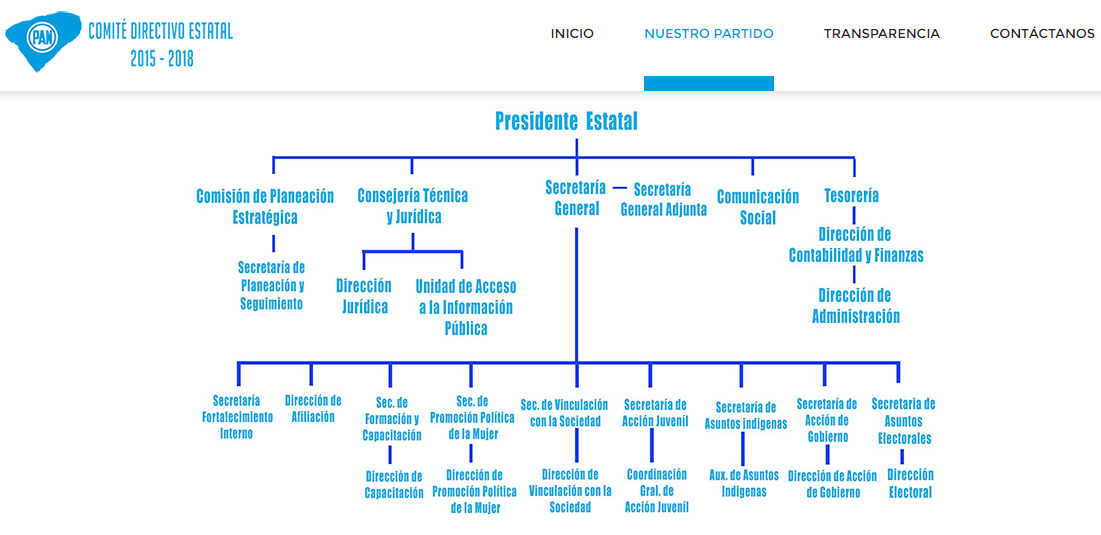 PAN
COMITÉ DIRECTIVO ESTATAL
2015 - 2018
INICIO
NUESTRO PARTIDO
TRANSPARENCIA
CONTÁCTANOS
Presidente Estatal
Comisión de Planeación
Estratégica
Consejería Técnica
y Jurídica
Secretaría
General
Secretaría
General Adjunta
Comunicación
Social
Tesorería
Secretaría de
Planeación y
Seguimiento
Dirección
Jurídica
Unidad de Acceso
a la Información
Pública
Dirección de
Contabilidad y Finanzas
Dirección de
Administración
Secretaría
Fortalecimiento
Interno
Dirección de
Afiliación
Sec. de
Formación y
Capacitación
Sec. de
Promoción Política
de la Mujer
Sec. de Vinculación
con la Sociedad
Secretaría de
Acción Juvenil
Secretaría de
Asuntos indigenas
Secretaría de
Acción de
Gobierno
Secretaria de
Asuntos
Electorales
Dirección de
Capacitación
Dirección de
Promoción Política
de la Mujer
Dirección de
Vinculación con la
Sociedad
Coordinación
Gral. de
Acción Juvenil
Aux. de Asuntos
Indigenas
Dirección de Acción
de Gobierno
Dirección
Electoral